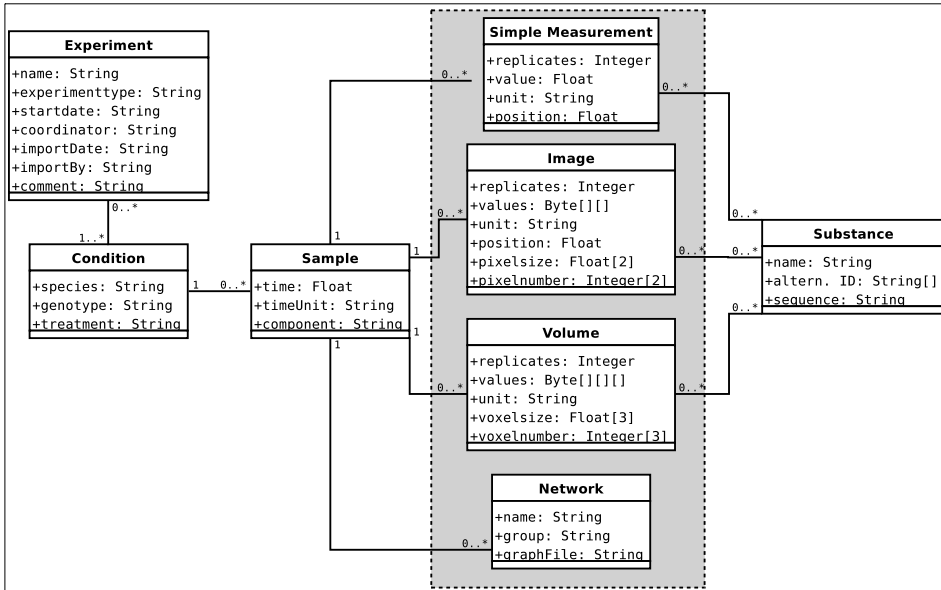 Experiment
+name: String
+experimenttype: String
+startdate: String
+coordinator: String
+importDate: String
+importBy: String
+comment: String
0..*
1..*
Condition
+species: String
+genotype: String
+treatment: String
1
0..*
Sample
+time: Float
+timeUnit: String
+component: String
1
1
1
1
0..*
Simple Measurement
+replicates: Integer
+value: Float
+unit: String
+position: Float
0..*
0..*
Image
+replicates: Integer
+values: Byte[][]
+unit: String
+position: Float
+pixelsize: Float[2]
+pixelnumber: Integer[2]
0..*
0..*
Volume
+replicates: Integer
+values: Byte[][][]
+unit: String
+voxelsize: Float[3]
+voxelnumber: Integer[3]
0..*
0..*
Network
+name: String
+group: String
+graphFile: String
0..*
0..*
0..*
Substance
+name: String
+altern. ID: String[]
+sequence: String